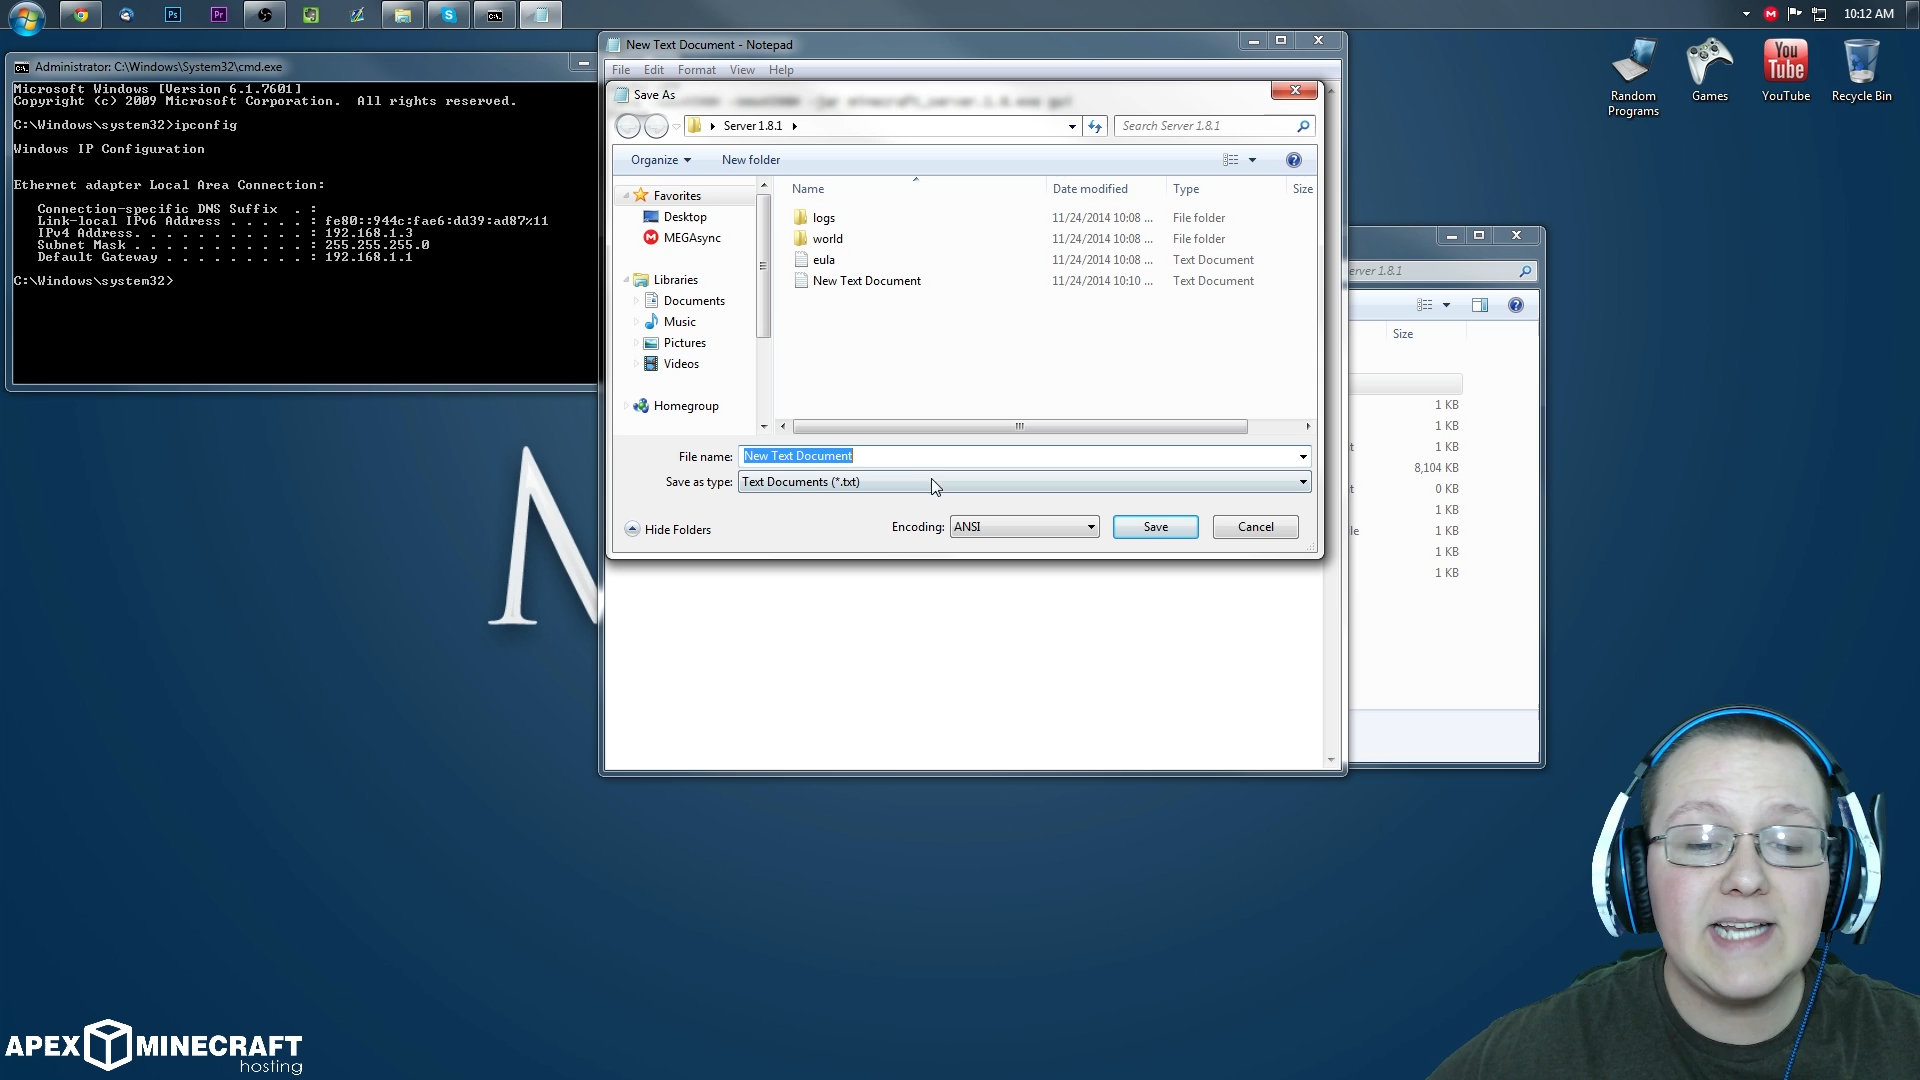 10:12 AM
Ps
Pr
Administrator: C:\Windows\System32\cmd.exe
Microsoft Windows [Version 6.1.7601]
Copyright (c) 2009 Microsoft Corporation.  All rights reserved.
C:\Windows\system32>ipconfig
Windows IP Configuration
Ethernet adapter Local Area Connection:
Connection-specific DNS Suffix  . :
Link-local IPv6 Address . . . . . : fe80::944c:fae6:dd39:ad87%11
IPv4 Address. . . . . . . . . . . : 192.168.1.3
Subnet Mask . . . . . . . . . . . : 255.255.255.0
Default Gateway . . . . . . . . . : 192.168.1.1
C:\Windows\system32>
New Text Document - Notepad
File Edit Format View Help
Save As
Server 1.8.1
Search Server 1.8.1
Organize
New folder
Name Date modified Type Size
Favorites
Desktop
MEGAsync
Libraries
Documents
Music
Pictures
Videos
Homegroup
logs 11/24/2014 10:08 ... File folder
world 11/24/2014 10:08 ... File folder
eula 11/24/2014 10:08 ... Text Document
New Text Document 11/24/2014 10:10 ... Text Document
File name: New Text Document
Save as type: Text Documents (*.txt)
Hide Folders
Encoding: ANSI
Save
Cancel
erver 1.8.1
Size
1 KB
1 KB
t 1 KB
8,104 KB
t 0 KB
1 KB
le 1 KB
1 KB
1 KB
Random
Programs
Games
You
Tube
YouTube
Recycle Bin
N
APEX MINECRAFT
hosting